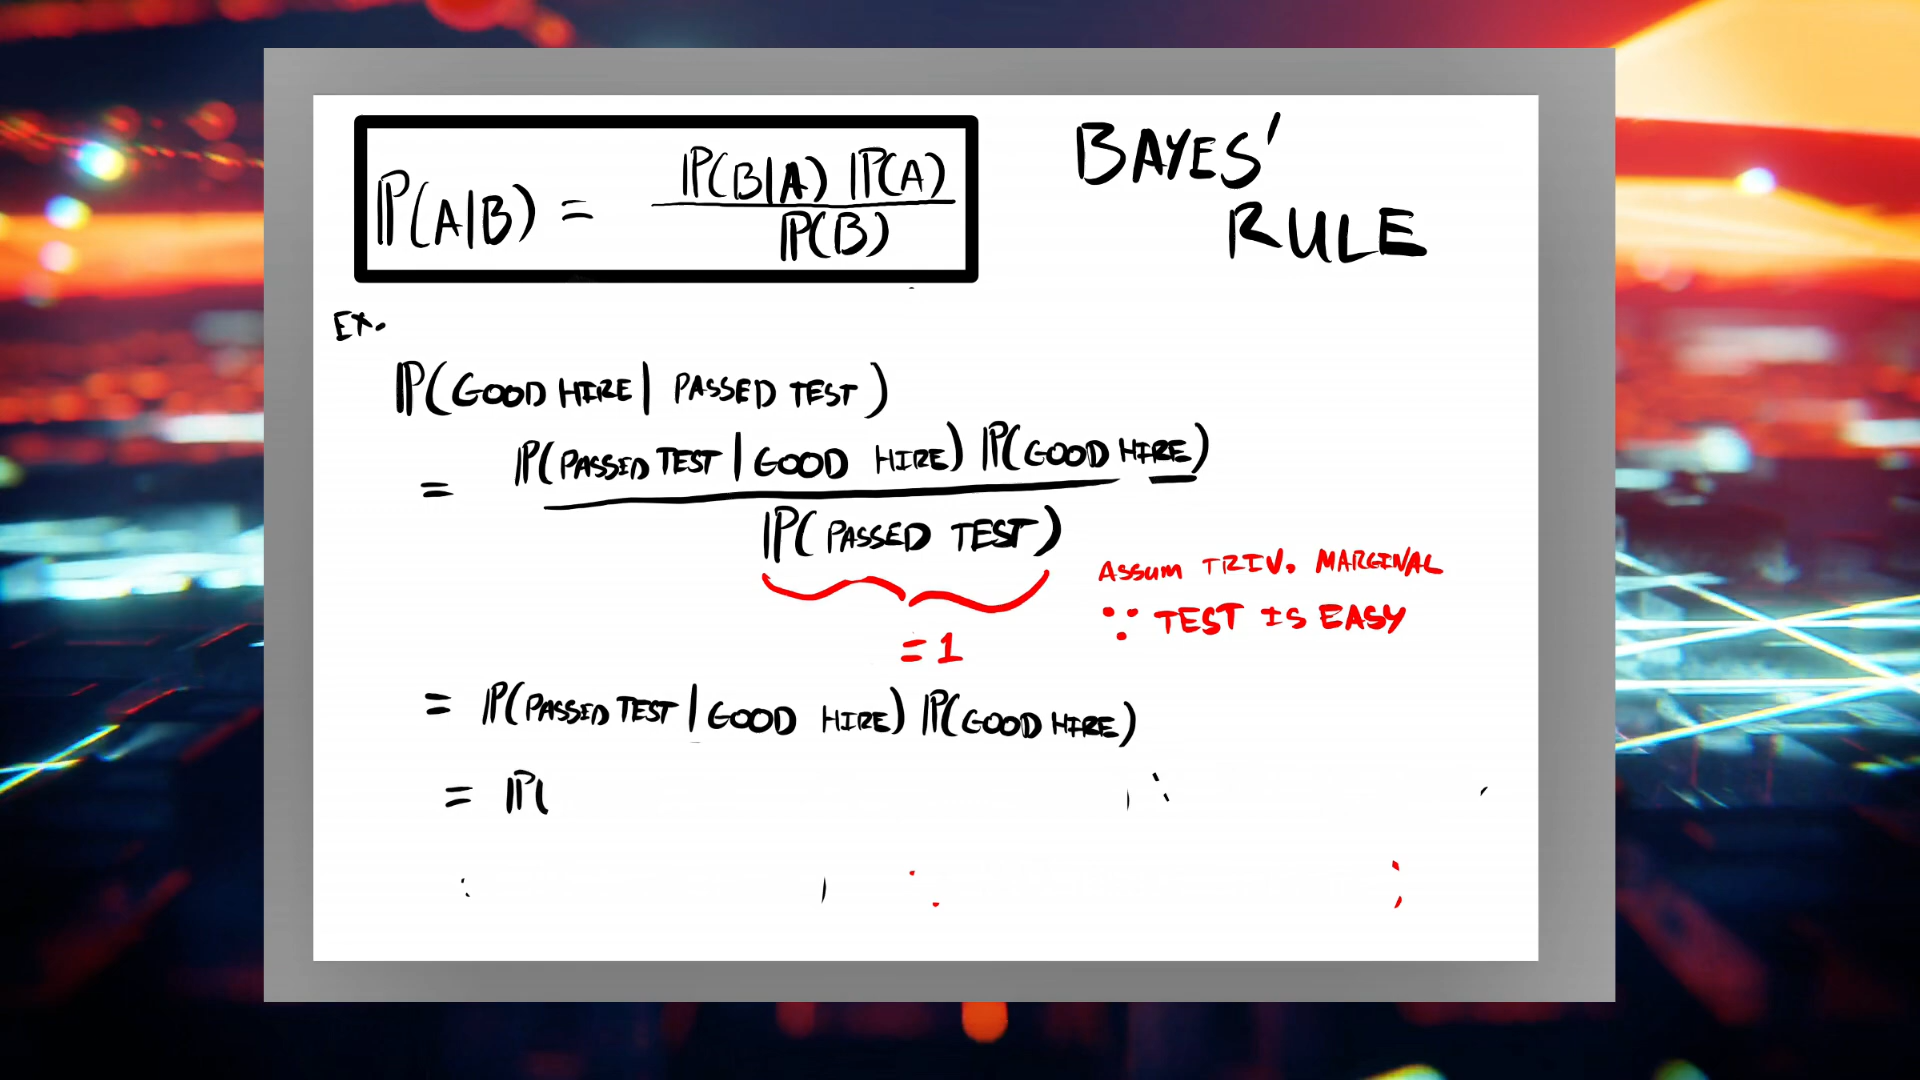 BAYES' RULE
ℙ(A|B) = ℙ(B|A) ℙ(A) / ℙ(B)
EX.
ℙ(GOOD HIRE | PASSED TEST)
= ℙ(PASSED TEST | GOOD HIRE) ℙ(GOOD HIRE) / ℙ(PASSED TEST)
ASSUM TRIV. MARGINAL
∵ TEST IS EASY
= 1
= ℙ(PASSED TEST | GOOD HIRE) ℙ(GOOD HIRE)
= ℙ(